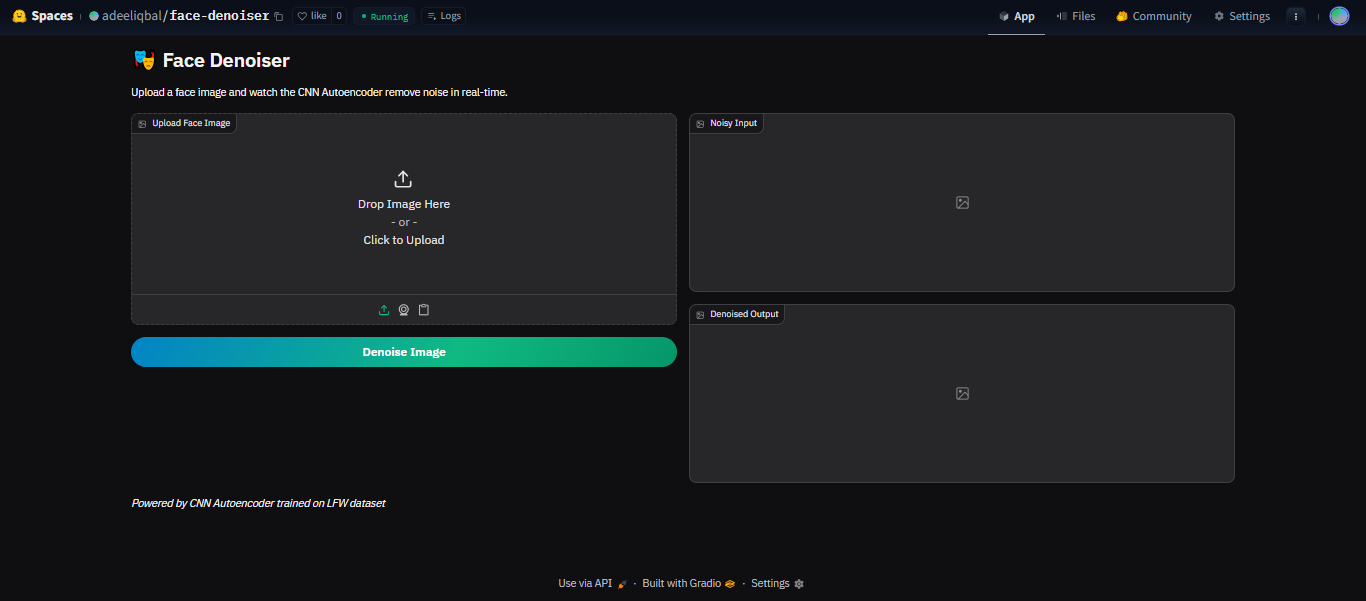 Spaces adeeliqbal/face-denoiser like 0 Running Logs App Files Community Settings
Face Denoiser
Upload a face image and watch the CNN Autoencoder remove noise in real-time.
Upload Face Image
Drop Image Here
- or -
Click to Upload
Denoise Image
Noisy Input
Denoised Output
Powered by CNN Autoencoder trained on LFW dataset
Use via API · Built with Gradio · Settings